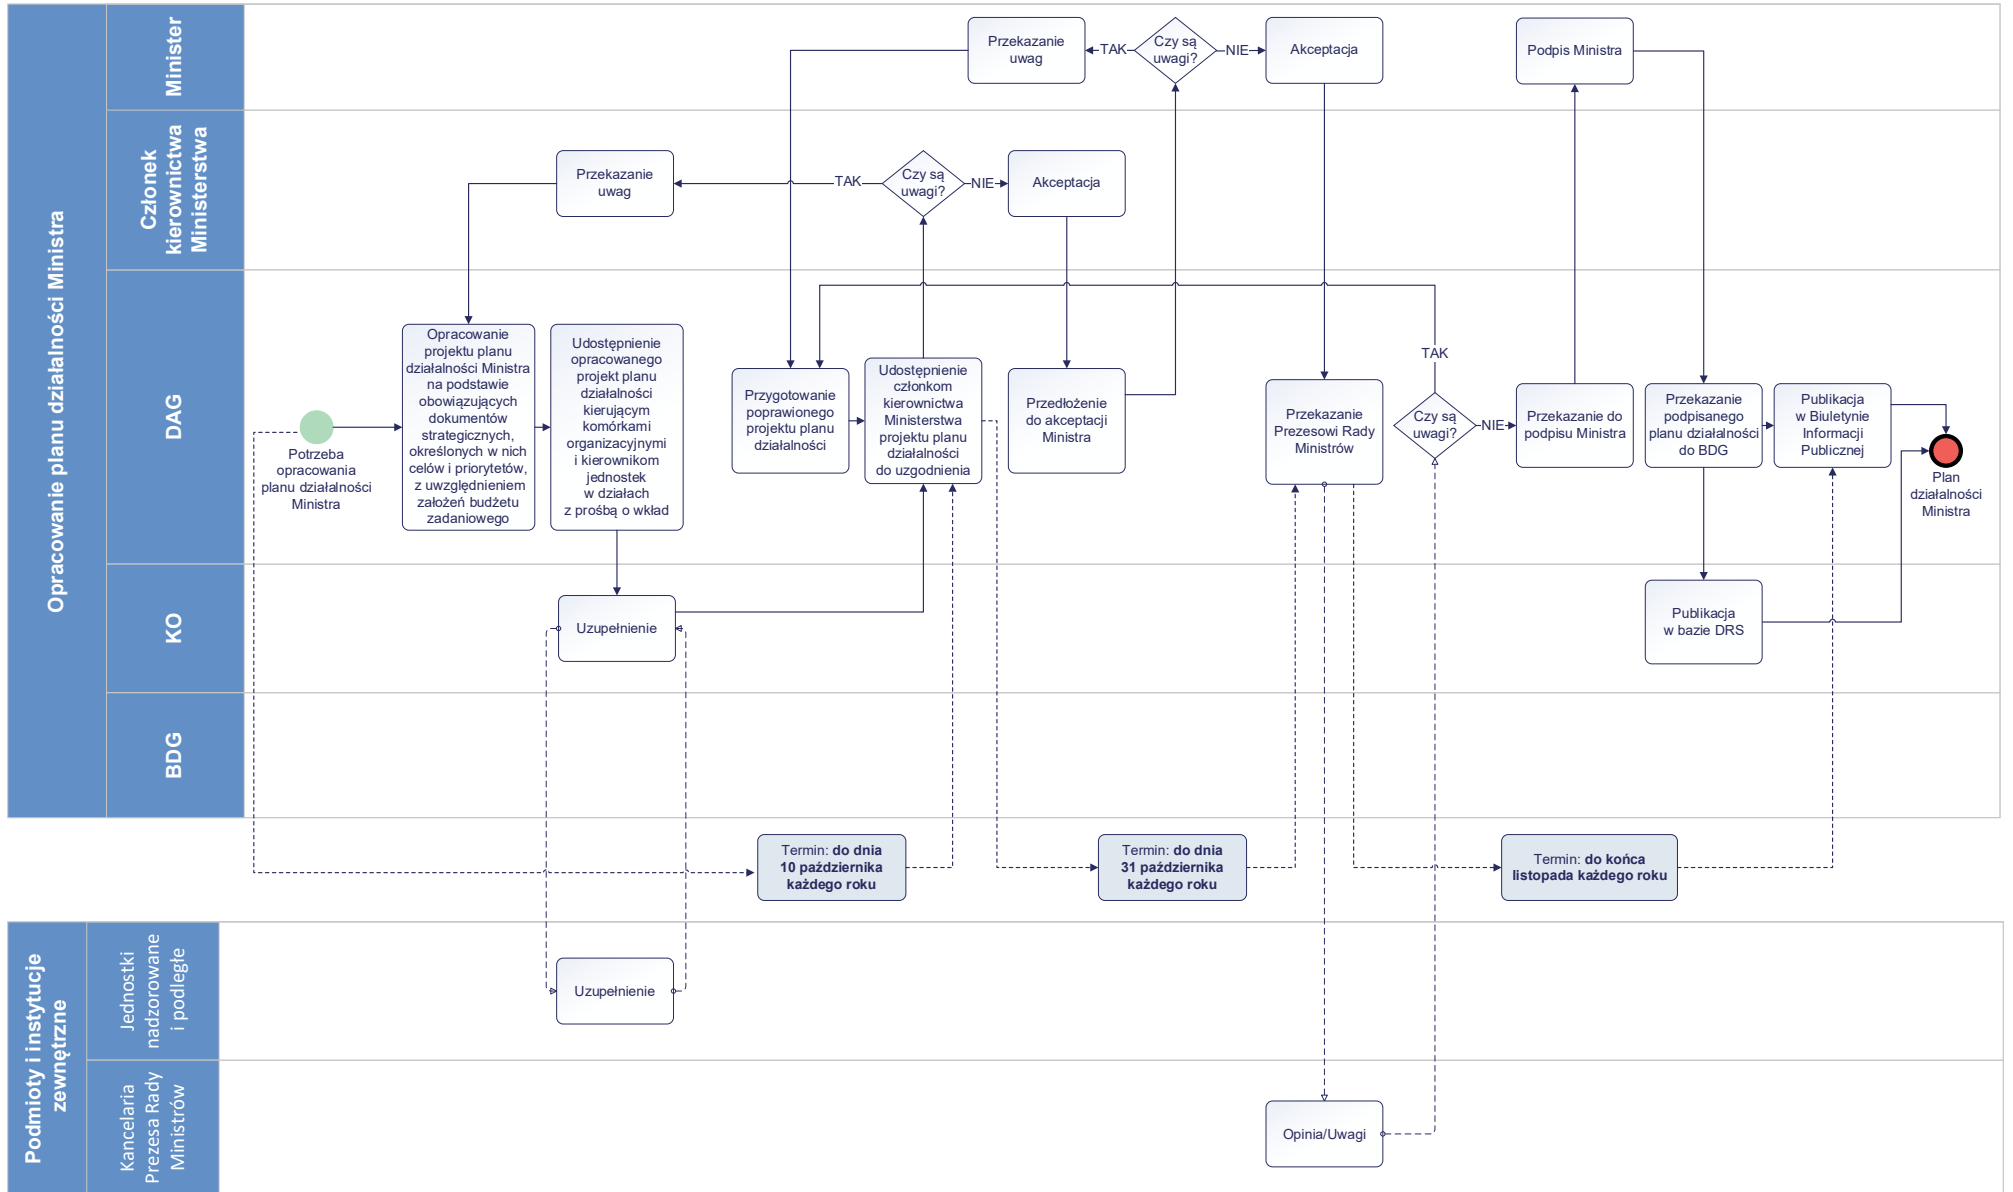 Opracowanie planu działalności Ministra
Minister
Przekazanie
uwag
TAK
Czy są
uwagi?
NIE
Akceptacja
Podpis Ministra
Członek
kierownictwa
Ministerstwa
Przekazanie
uwag
TAK
Czy są
uwagi?
NIE
Akceptacja
DAG
Potrzeba
opracowania
planu działalności
Ministra
Opracowanie
projektu planu
działalności Ministra
na podstawie
obowiązujących
dokumentów
strategicznych,
określonych w nich
celów i priorytetów,
z uwzględnieniem
założeń budżetu
zadaniowego
Udostępnienie
opracowanego
projekt planu
działalności
kierującym
komórkami
organizacyjnymi
i kierownikom
jednostek
w działach
z prośbą o wkład
Przygotowanie
poprawionego
projektu planu
działalności
Udostępnienie
członkom
kierownictwa
Ministerstwa
projektu planu
działalności
do uzgodnienia
Przedłożenie
do akceptacji
Ministra
Przekazanie
Prezesowi Rady
Ministrów
TAK
Czy są
uwagi?
NIE
Przekazanie do
podpisu Ministra
Przekazanie
podpisanego
planu działalności
do BDG
Publikacja
w Biuletynie
Informacji
Publicznej
Plan
działalności
Ministra
KO
Uzupełnienie
Publikacja
w bazie DRS
BDG
Termin: do dnia
10 października
każdego roku
Termin: do dnia
31 października
każdego roku
Termin: do końca
listopada każdego roku
Podmioty i instytucje
zewnętrzne
Jednostki
nadzorowane
i podległe
Uzupełnienie
Kancelaria
Prezesa Rady
Ministrów
Opinia/Uwagi